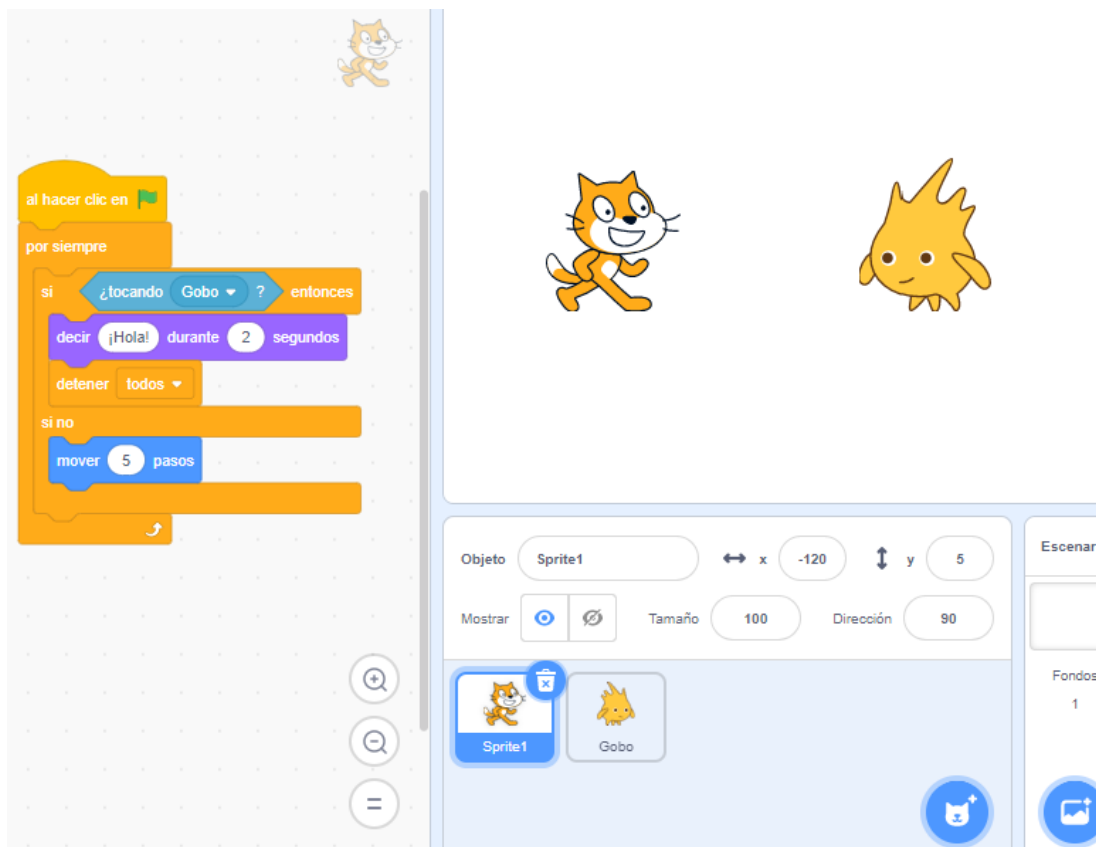 al hacer clic en
por siempre
si ¿tocando Gobo ? entonces
decir ¡Hola! durante 2 segundos
detener todos
si no
mover 5 pasos
Objeto Sprite1 x -120 y 5
Mostrar Tamaño 100 Dirección 90
Sprite1
Gobo
Escenar
Fondos
1